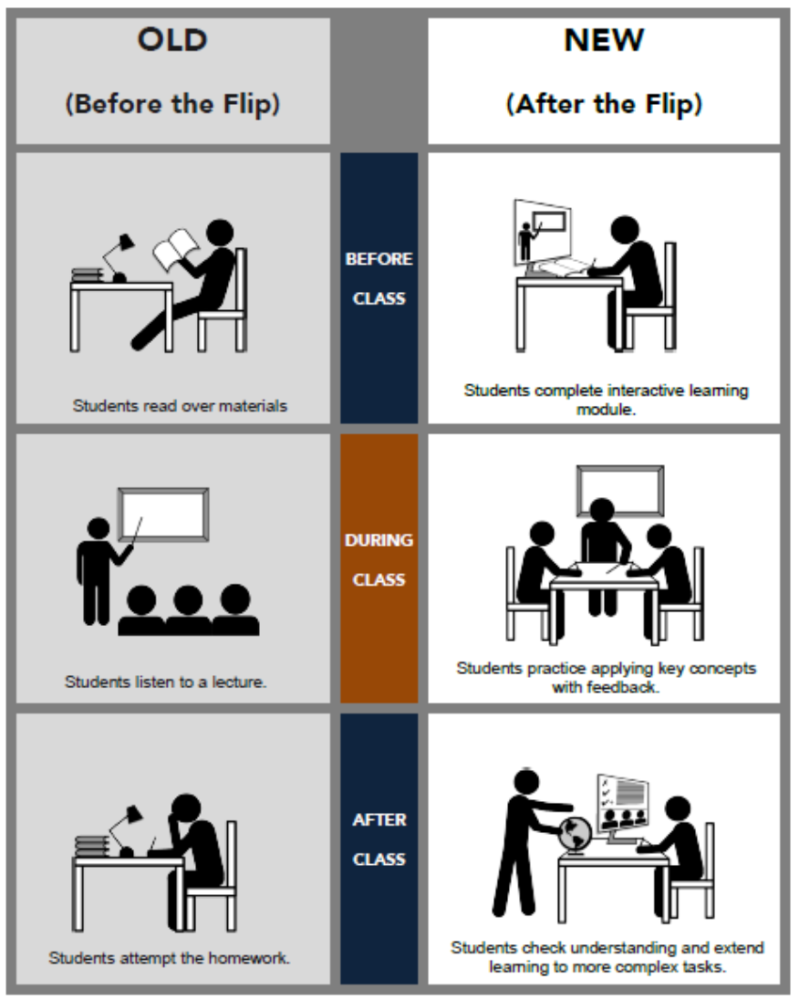 OLD
(Before the Flip)
NEW
(After the Flip)
Students read over materials
BEFORE
CLASS
Students complete interactive learning
module.
Students listen to a lecture.
DURING
CLASS
Students practice applying key concepts
with feedback.
Students attempt the homework.
AFTER
CLASS
Students check understanding and extend
learning to more complex tasks.